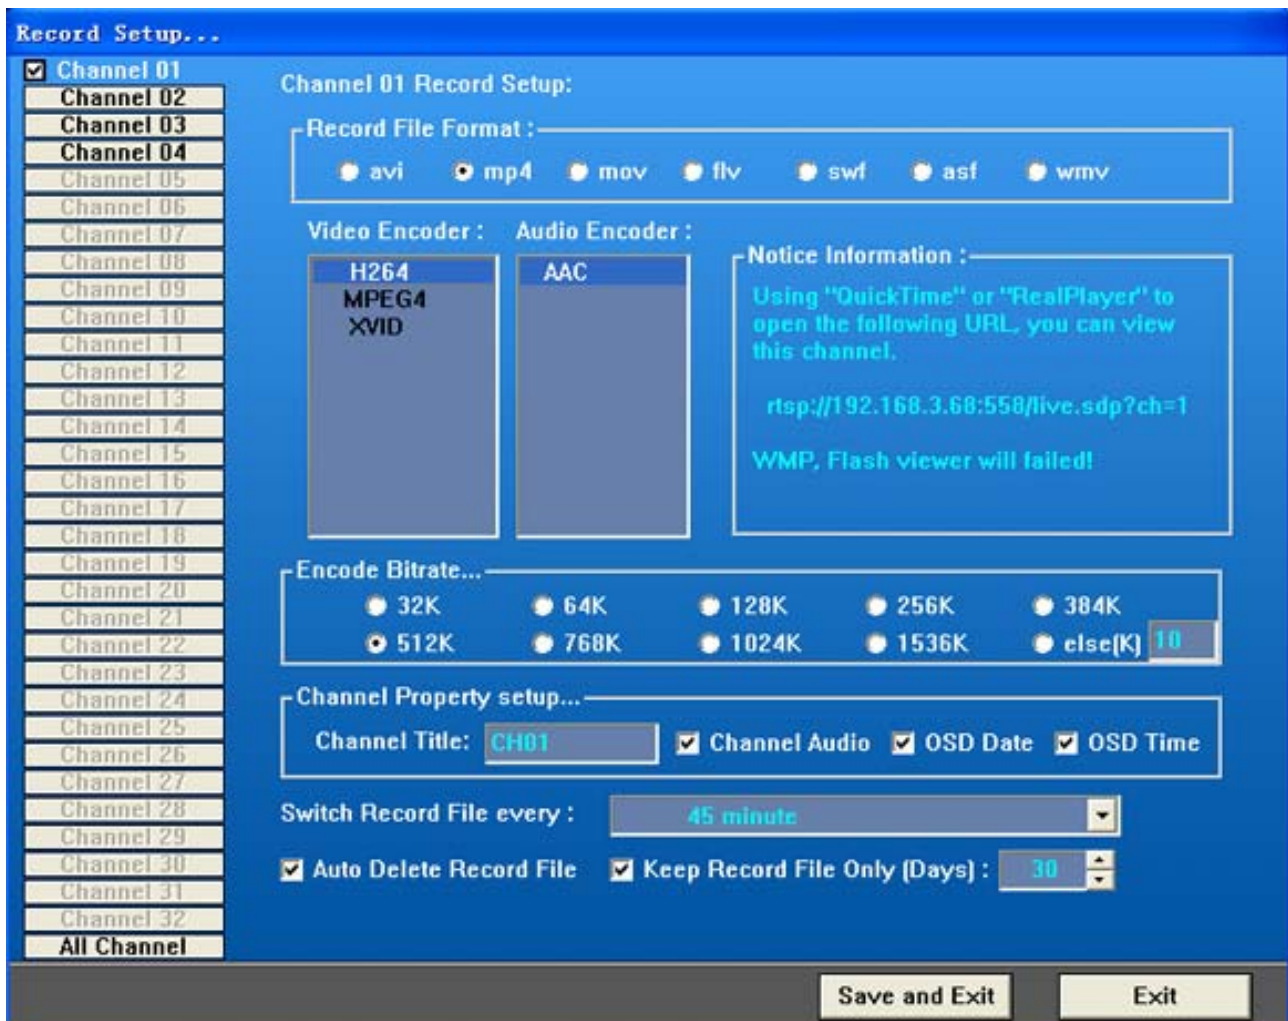 Record Setup...
Channel 01
Channel 02
Channel 03
Channel 04
Channel 05
Channel 06
Channel 07
Channel 08
Channel 09
Channel 10
Channel 11
Channel 12
Channel 13
Channel 14
Channel 15
Channel 16
Channel 17
Channel 18
Channel 19
Channel 20
Channel 21
Channel 22
Channel 23
Channel 24
Channel 25
Channel 26
Channel 27
Channel 28
Channel 29
Channel 30
Channel 31
Channel 32
All Channel
Channel 01 Record Setup:
Record File Format :
avi mp4 mov flv swf asf wmv
Video Encoder :
H264
MPEG4
XVID
Audio Encoder :
AAC
Notice Information :
Using "QuickTime" or "RealPlayer" to
open the following URL, you can view
this channel.
rtsp://192.168.3.68:558/live.sdp?ch=1
WMP, Flash viewer will failed!
Encode Bitrate...
32K 64K 128K 256K 384K
512K 768K 1024K 1536K else(K) 10
Channel Property setup...
Channel Title: CH01 Channel Audio OSD Date OSD Time
Switch Record File every : 45 minute
Auto Delete Record File Keep Record File Only (Days) : 30
Save and Exit Exit